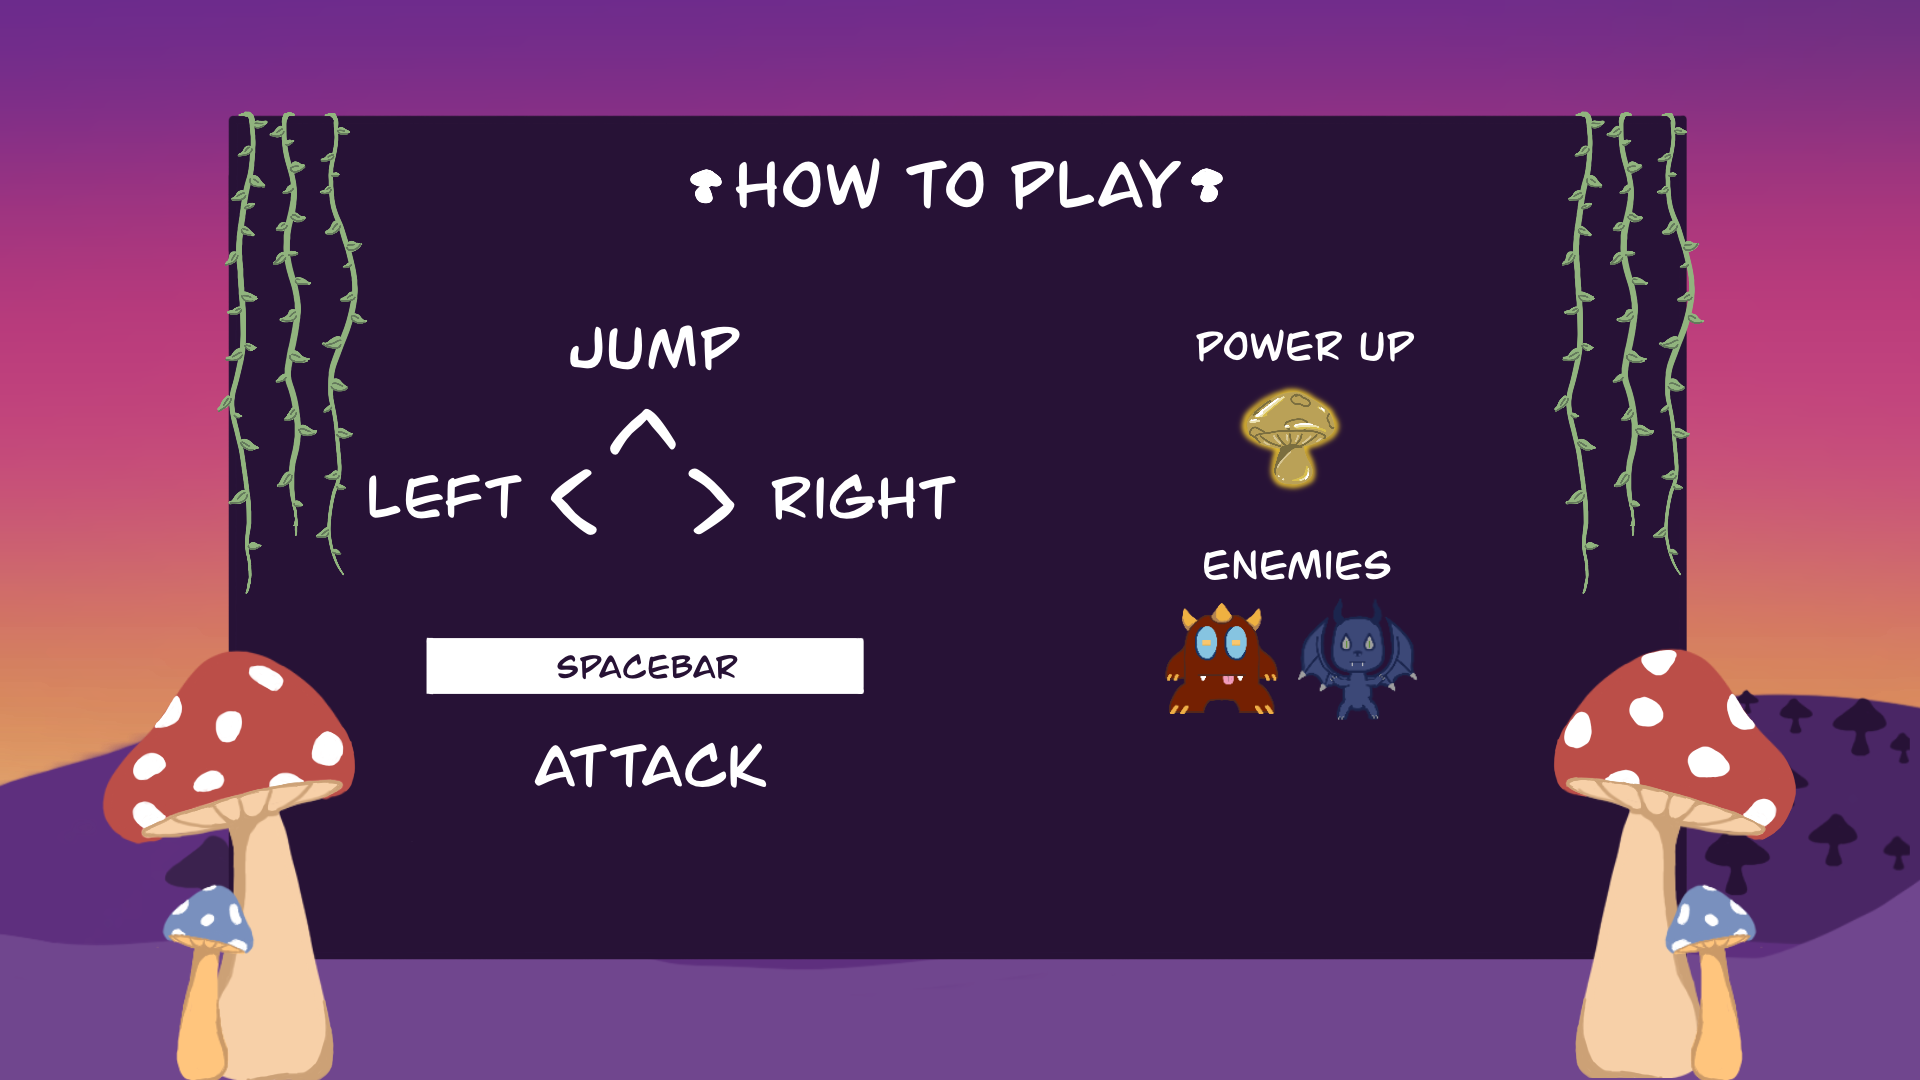 HOW TO PLAY
JUMP
LEFT < > RIGHT
SPACEBAR
ATTACK
POWER UP
ENEMIES